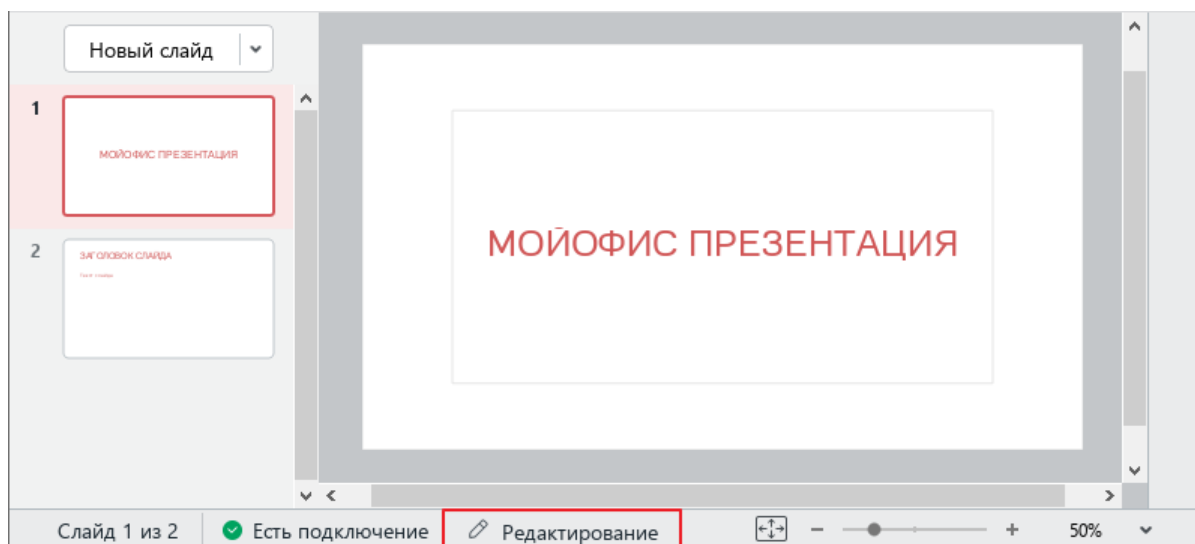 Новый слайд
1
МОЙОФИС ПРЕЗЕНТАЦИЯ
2
ЗАГОЛОВОК СЛАЙДА
МОЙОФИС ПРЕЗЕНТАЦИЯ
Слайд 1 из 2
Есть подключение
Редактирование
50%